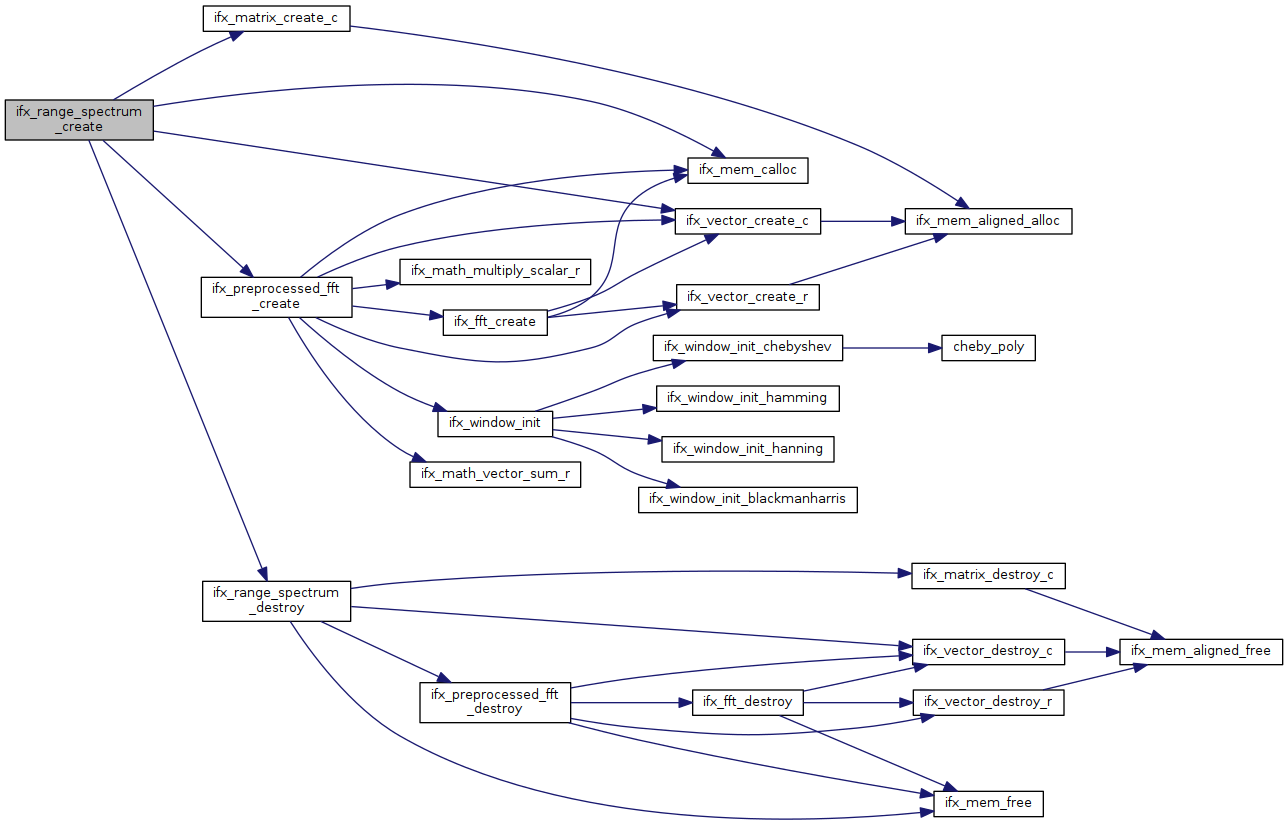 ifx_matrix_create_c
ifx_range_spectrum
_create
ifx_mem_calloc
ifx_vector_create_c
ifx_mem_aligned_alloc
ifx_math_multiply_scalar_r
ifx_preprocessed_fft
_create
ifx_vector_create_r
ifx_fft_create
ifx_window_init_chebyshev
cheby_poly
ifx_window_init_hamming
ifx_window_init
ifx_window_init_hanning
ifx_math_vector_sum_r
ifx_window_init_blackmanharris
ifx_matrix_destroy_c
ifx_range_spectrum
_destroy
ifx_vector_destroy_c
ifx_mem_aligned_free
ifx_preprocessed_fft
_destroy
ifx_fft_destroy
ifx_vector_destroy_r
ifx_mem_free